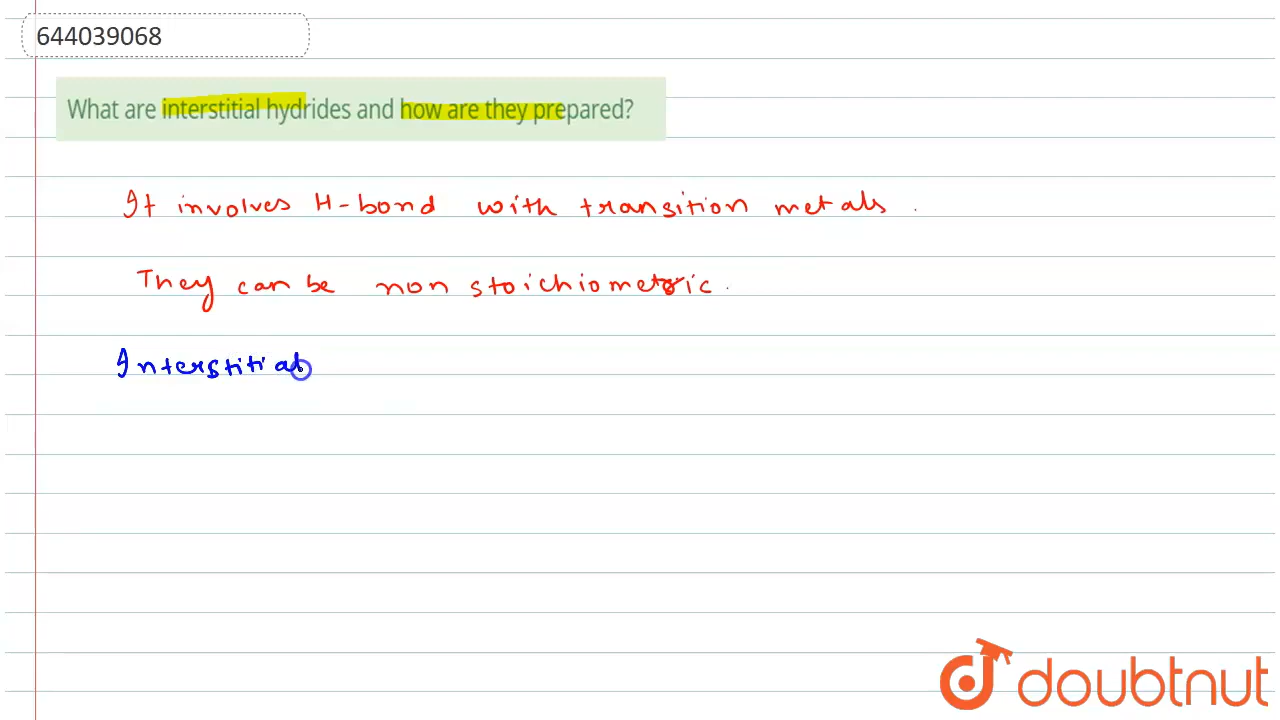 644039068
What are interstitial hydrides and how are they prepared?
It involves H-bond with transition metals.
They can be non stoichiometric.
Interstitial
doubtnut